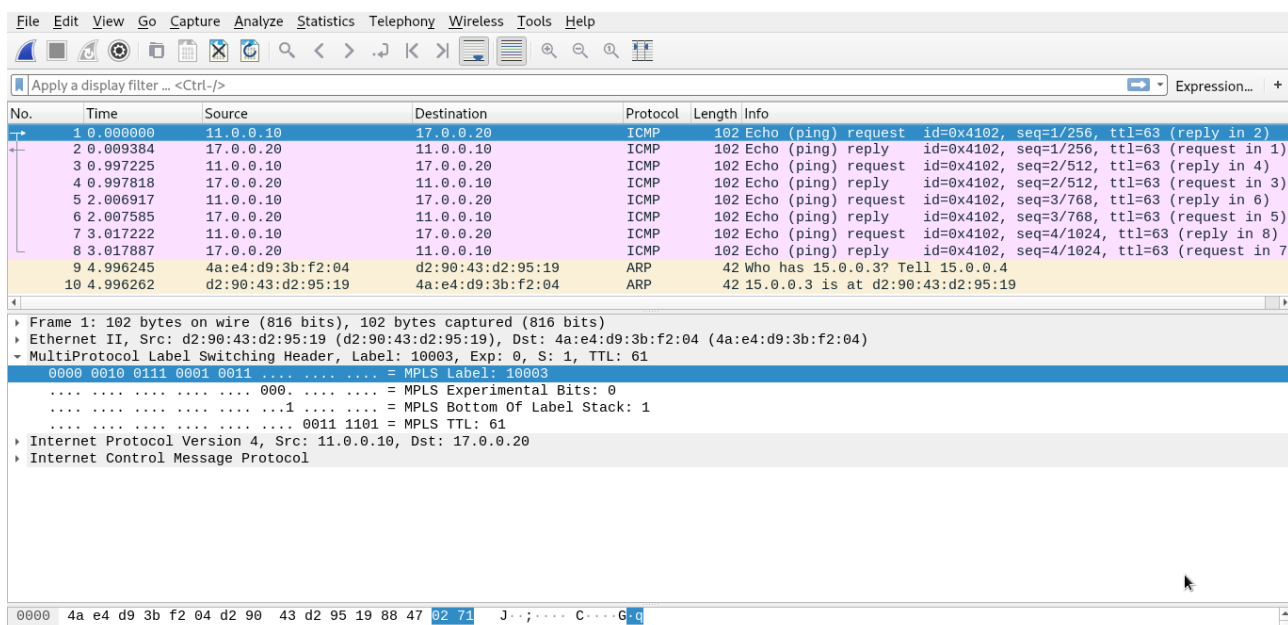 File Edit View Go Capture Analyze Statistics Telephony Wireless Tools Help
Apply a display filter ... <Ctrl-/> Expression... +
No. Time Source Destination Protocol Length Info
1 0.000000 11.0.0.10 17.0.0.20 ICMP 102 Echo (ping) request id=0x4102, seq=1/256, ttl=63 (reply in 2)
2 0.009384 17.0.0.20 11.0.0.10 ICMP 102 Echo (ping) reply id=0x4102, seq=1/256, ttl=63 (request in 1)
3 0.997225 11.0.0.10 17.0.0.20 ICMP 102 Echo (ping) request id=0x4102, seq=2/512, ttl=63 (reply in 4)
4 0.997818 17.0.0.20 11.0.0.10 ICMP 102 Echo (ping) reply id=0x4102, seq=2/512, ttl=63 (request in 3)
5 2.006917 11.0.0.10 17.0.0.20 ICMP 102 Echo (ping) request id=0x4102, seq=3/768, ttl=63 (reply in 6)
6 2.007585 17.0.0.20 11.0.0.10 ICMP 102 Echo (ping) reply id=0x4102, seq=3/768, ttl=63 (request in 5)
7 3.017222 11.0.0.10 17.0.0.20 ICMP 102 Echo (ping) request id=0x4102, seq=4/1024, ttl=63 (reply in 8)
8 3.017887 17.0.0.20 11.0.0.10 ICMP 102 Echo (ping) reply id=0x4102, seq=4/1024, ttl=63 (request in 7
9 4.996245 4a:e4:d9:3b:f2:04 d2:90:43:d2:95:19 ARP 42 Who has 15.0.0.3? Tell 15.0.0.4
10 4.996262 d2:90:43:d2:95:19 4a:e4:d9:3b:f2:04 ARP 42 15.0.0.3 is at d2:90:43:d2:95:19
Frame 1: 102 bytes on wire (816 bits), 102 bytes captured (816 bits)
Ethernet II, Src: d2:90:43:d2:95:19 (d2:90:43:d2:95:19), Dst: 4a:e4:d9:3b:f2:04 (4a:e4:d9:3b:f2:04)
MultiProtocol Label Switching Header, Label: 10003, Exp: 0, S: 1, TTL: 61
0000 0010 0111 0001 0011 .... .... .... = MPLS Label: 10003
.... .... .... .... .... 000. .... .... = MPLS Experimental Bits: 0
.... .... .... .... .... ...1 .... .... = MPLS Bottom Of Label Stack: 1
.... .... .... .... .... .... 0011 1101 = MPLS TTL: 61
Internet Protocol Version 4, Src: 11.0.0.10, Dst: 17.0.0.20
Internet Control Message Protocol
0000 4a e4 d9 3b f2 04 d2 90 43 d2 95 19 88 47 02 71 J··;···· C····G·q